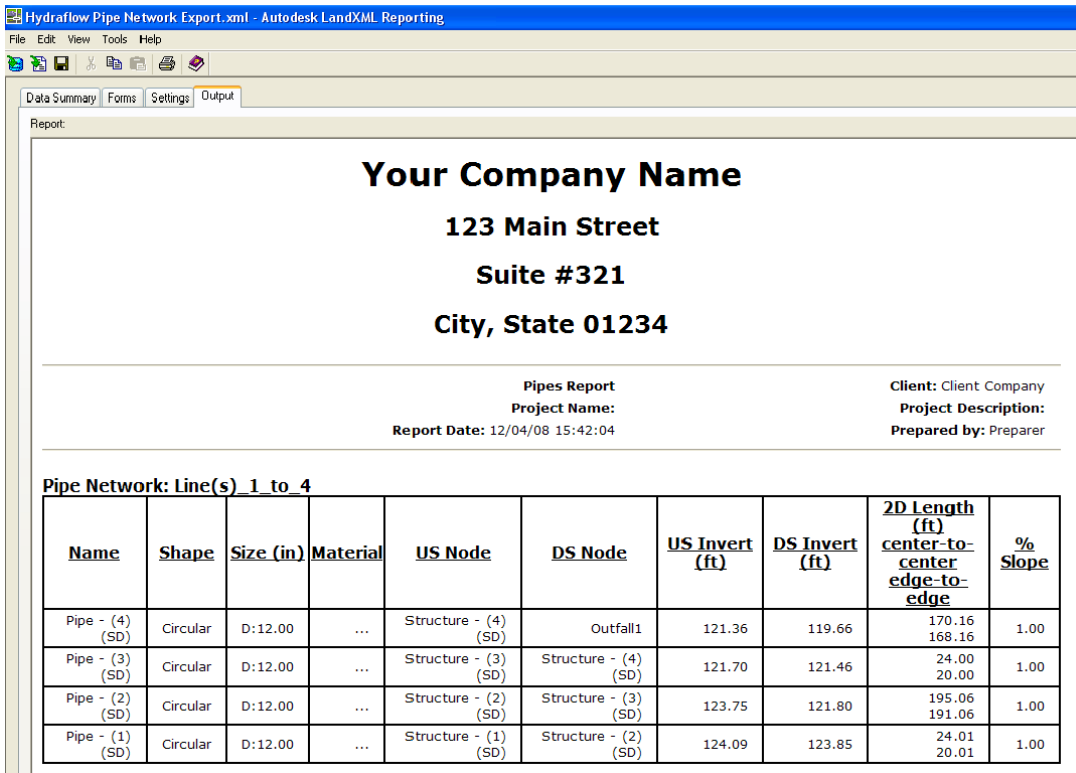 Hydraflow Pipe Network Export.xml - Autodesk LandXML Reporting
File Edit View Tools Help
Data Summary Forms Settings Output
Report:
Your Company Name
123 Main Street
Suite #321
City, State 01234
Pipes Report Client: Client Company
Project Name: Project Description:
Report Date: 12/04/08 15:42:04 Prepared by: Preparer
Pipe Network: Line(s)_1_to_4
Name Shape Size (in) Material US Node DS Node US Invert (ft) DS Invert (ft) 2D Length (ft) center-to-center edge-to-edge % Slope
Pipe - (4) (SD) Circular D:12.00 ... Structure - (4) (SD) Outfall1 121.36 119.66 170.16 168.16 1.00
Pipe - (3) (SD) Circular D:12.00 ... Structure - (3) (SD) Structure - (4) (SD) 121.70 121.46 24.00 20.00 1.00
Pipe - (2) (SD) Circular D:12.00 ... Structure - (2) (SD) Structure - (3) (SD) 123.75 121.80 195.06 191.06 1.00
Pipe - (1) (SD) Circular D:12.00 ... Structure - (1) (SD) Structure - (2) (SD) 124.09 123.85 24.01 20.01 1.00